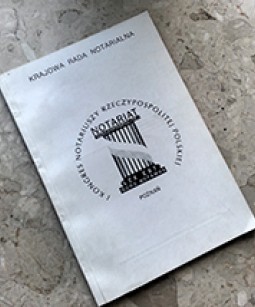 KRAJOWA RADA NOTARIALNA
I KONGRES NOTARIUSZY RZECZYPOSPOLITEJ POLSKIEJ
NOTARIAT
POZNAŃ